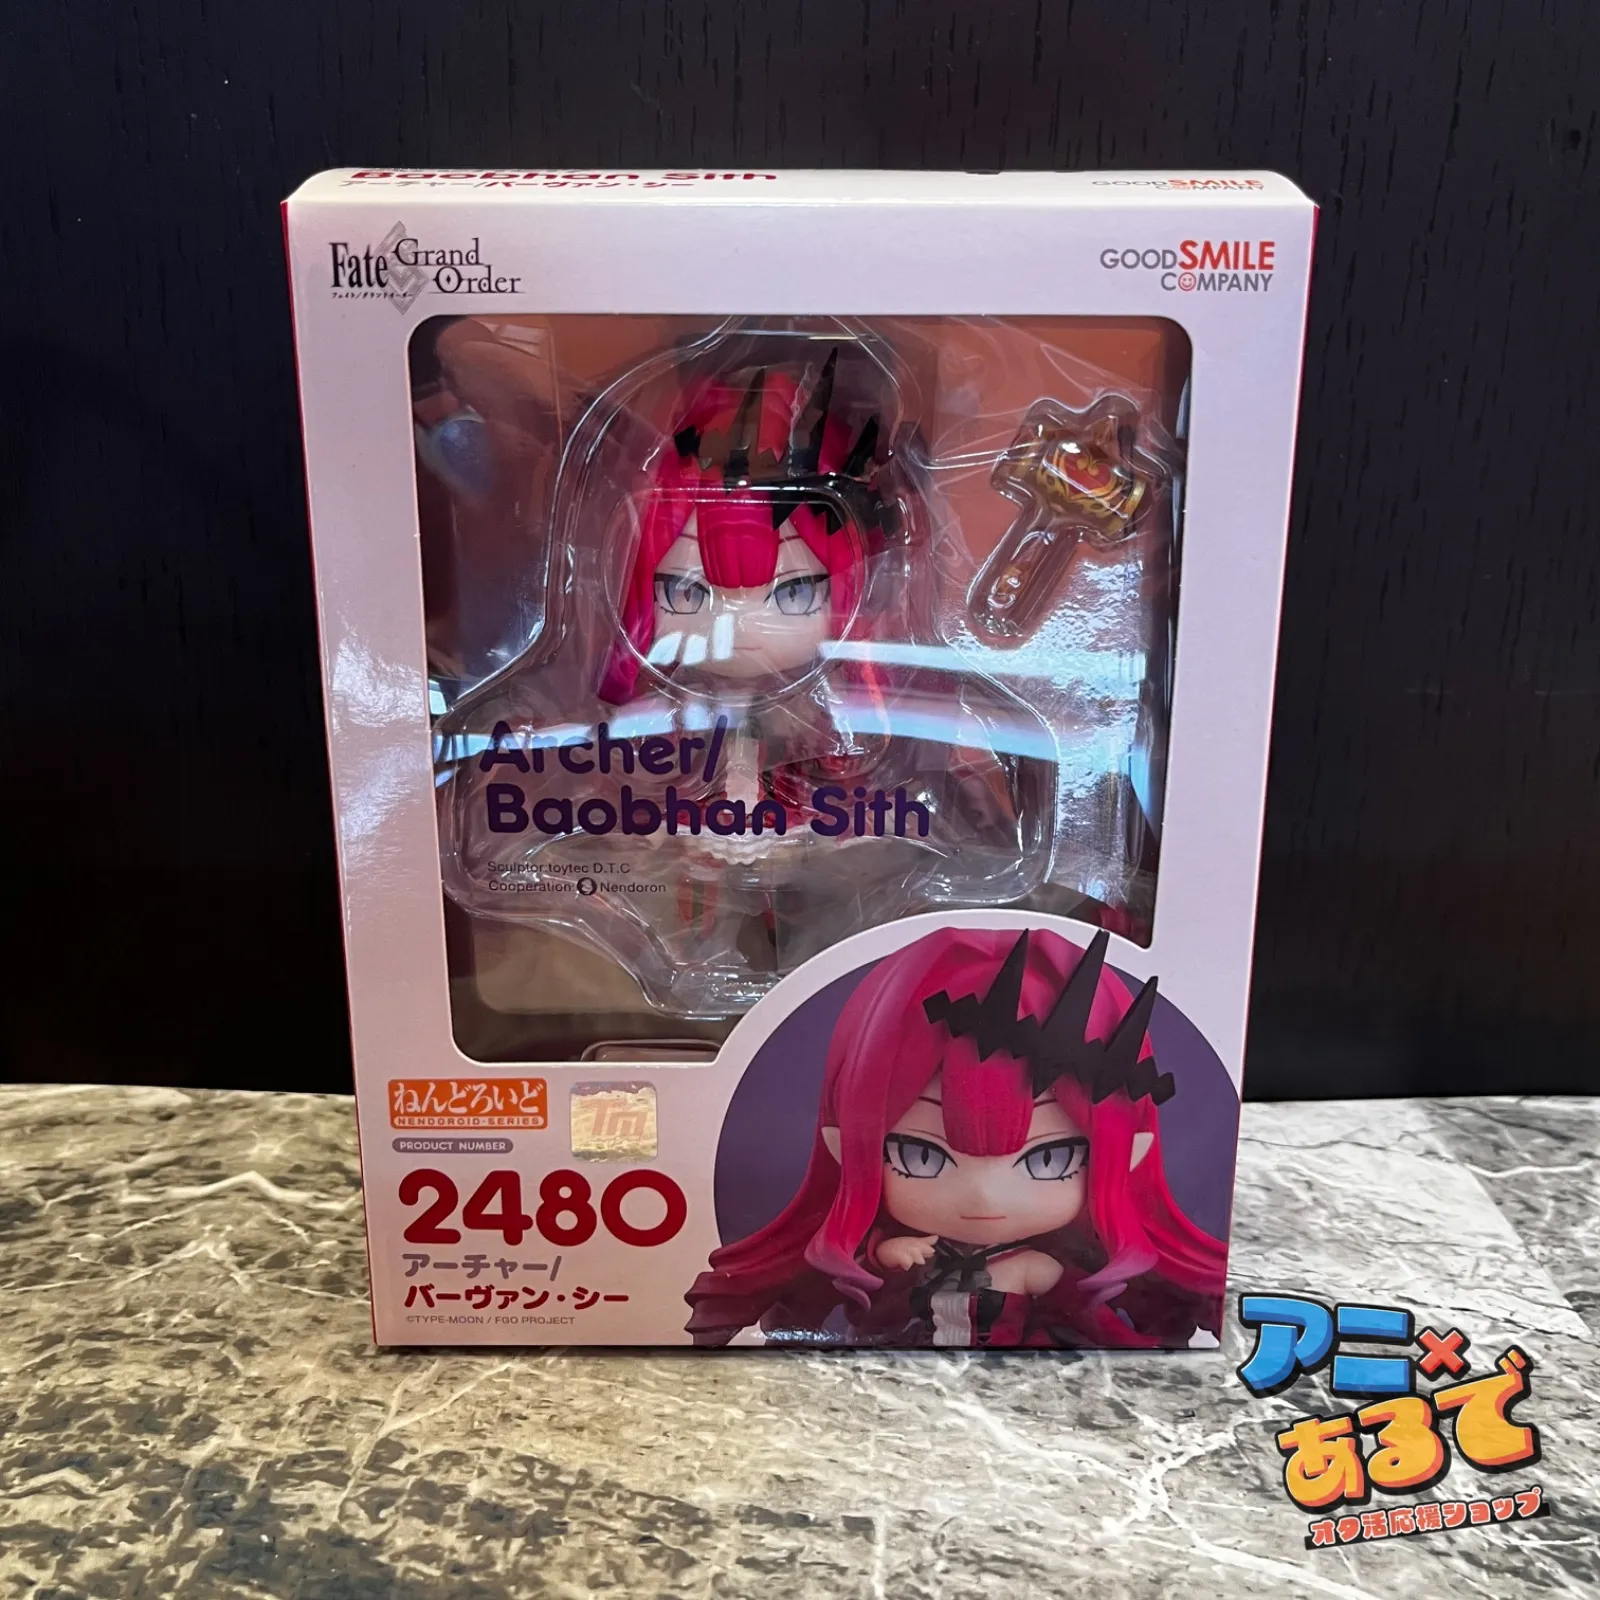 Baobhan Sith
アーチャー/バーヴァン・シー
GOODSMILE
COMPANY
Fate Grand
Order
フェイト/グランドオーダー
GOODSMILE
COMPANY
Archer/
Baobhan Sith
Sculptor:toytec D.T.C
Cooperation: Nendoron
ねんどろいど
NENDOROID・SERIES
PRODUCT NUMBER
2480
アーチャー/
バーヴァン・シー
©TYPE-MOON / FGO PROJECT
アニ×
あるで
オタ活応援ショップ